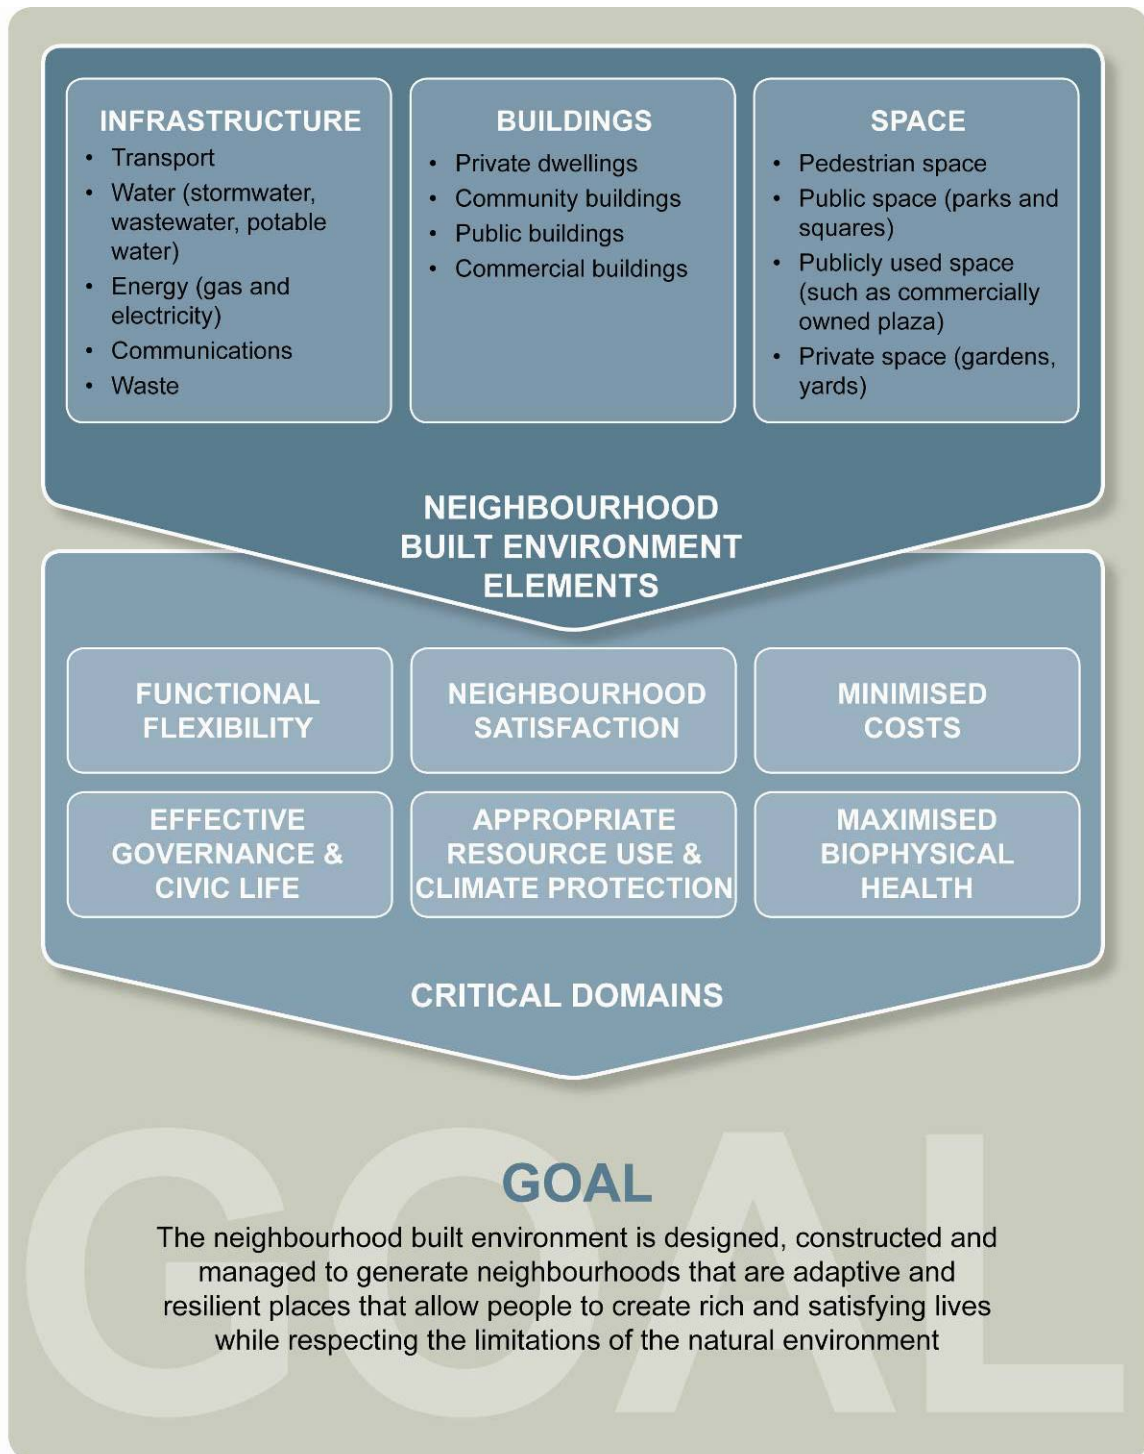 INFRASTRUCTURE
• Transport
• Water (stormwater,
wastewater, potable
water)
• Energy (gas and
electricity)
• Communications
• Waste
BUILDINGS
• Private dwellings
• Community buildings
• Public buildings
• Commercial buildings
SPACE
• Pedestrian space
• Public space (parks and
squares)
• Publicly used space
(such as commercially
owned plaza)
• Private space (gardens,
yards)
NEIGHBOURHOOD
BUILT ENVIRONMENT
ELEMENTS
FUNCTIONAL
FLEXIBILITY
NEIGHBOURHOOD
SATISFACTION
MINIMISED
COSTS
EFFECTIVE
GOVERNANCE &
CIVIC LIFE
APPROPRIATE
RESOURCE USE &
CLIMATE PROTECTION
MAXIMISED
BIOPHYSICAL
HEALTH
CRITICAL DOMAINS
GOAL
GOAL
The neighbourhood built environment is designed, constructed and
managed to generate neighbourhoods that are adaptive and
resilient places that allow people to create rich and satisfying lives
while respecting the limitations of the natural environment